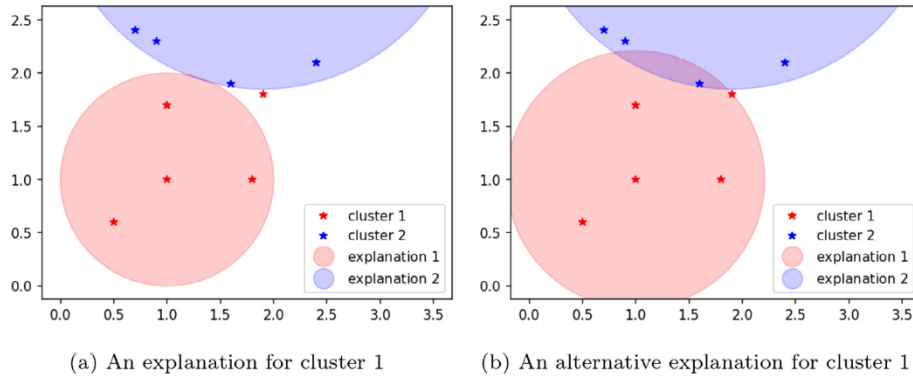 2.5
2.0
1.5
1.0
0.5
0.0
0.0 0.5 1.0 1.5 2.0 2.5 3.0 3.5
cluster 1
cluster 2
explanation 1
explanation 2
(a) An explanation for cluster 1
2.5
2.0
1.5
1.0
0.5
0.0
0.0 0.5 1.0 1.5 2.0 2.5 3.0 3.5
cluster 1
cluster 2
explanation 1
explanation 2
(b) An alternative explanation for cluster 1